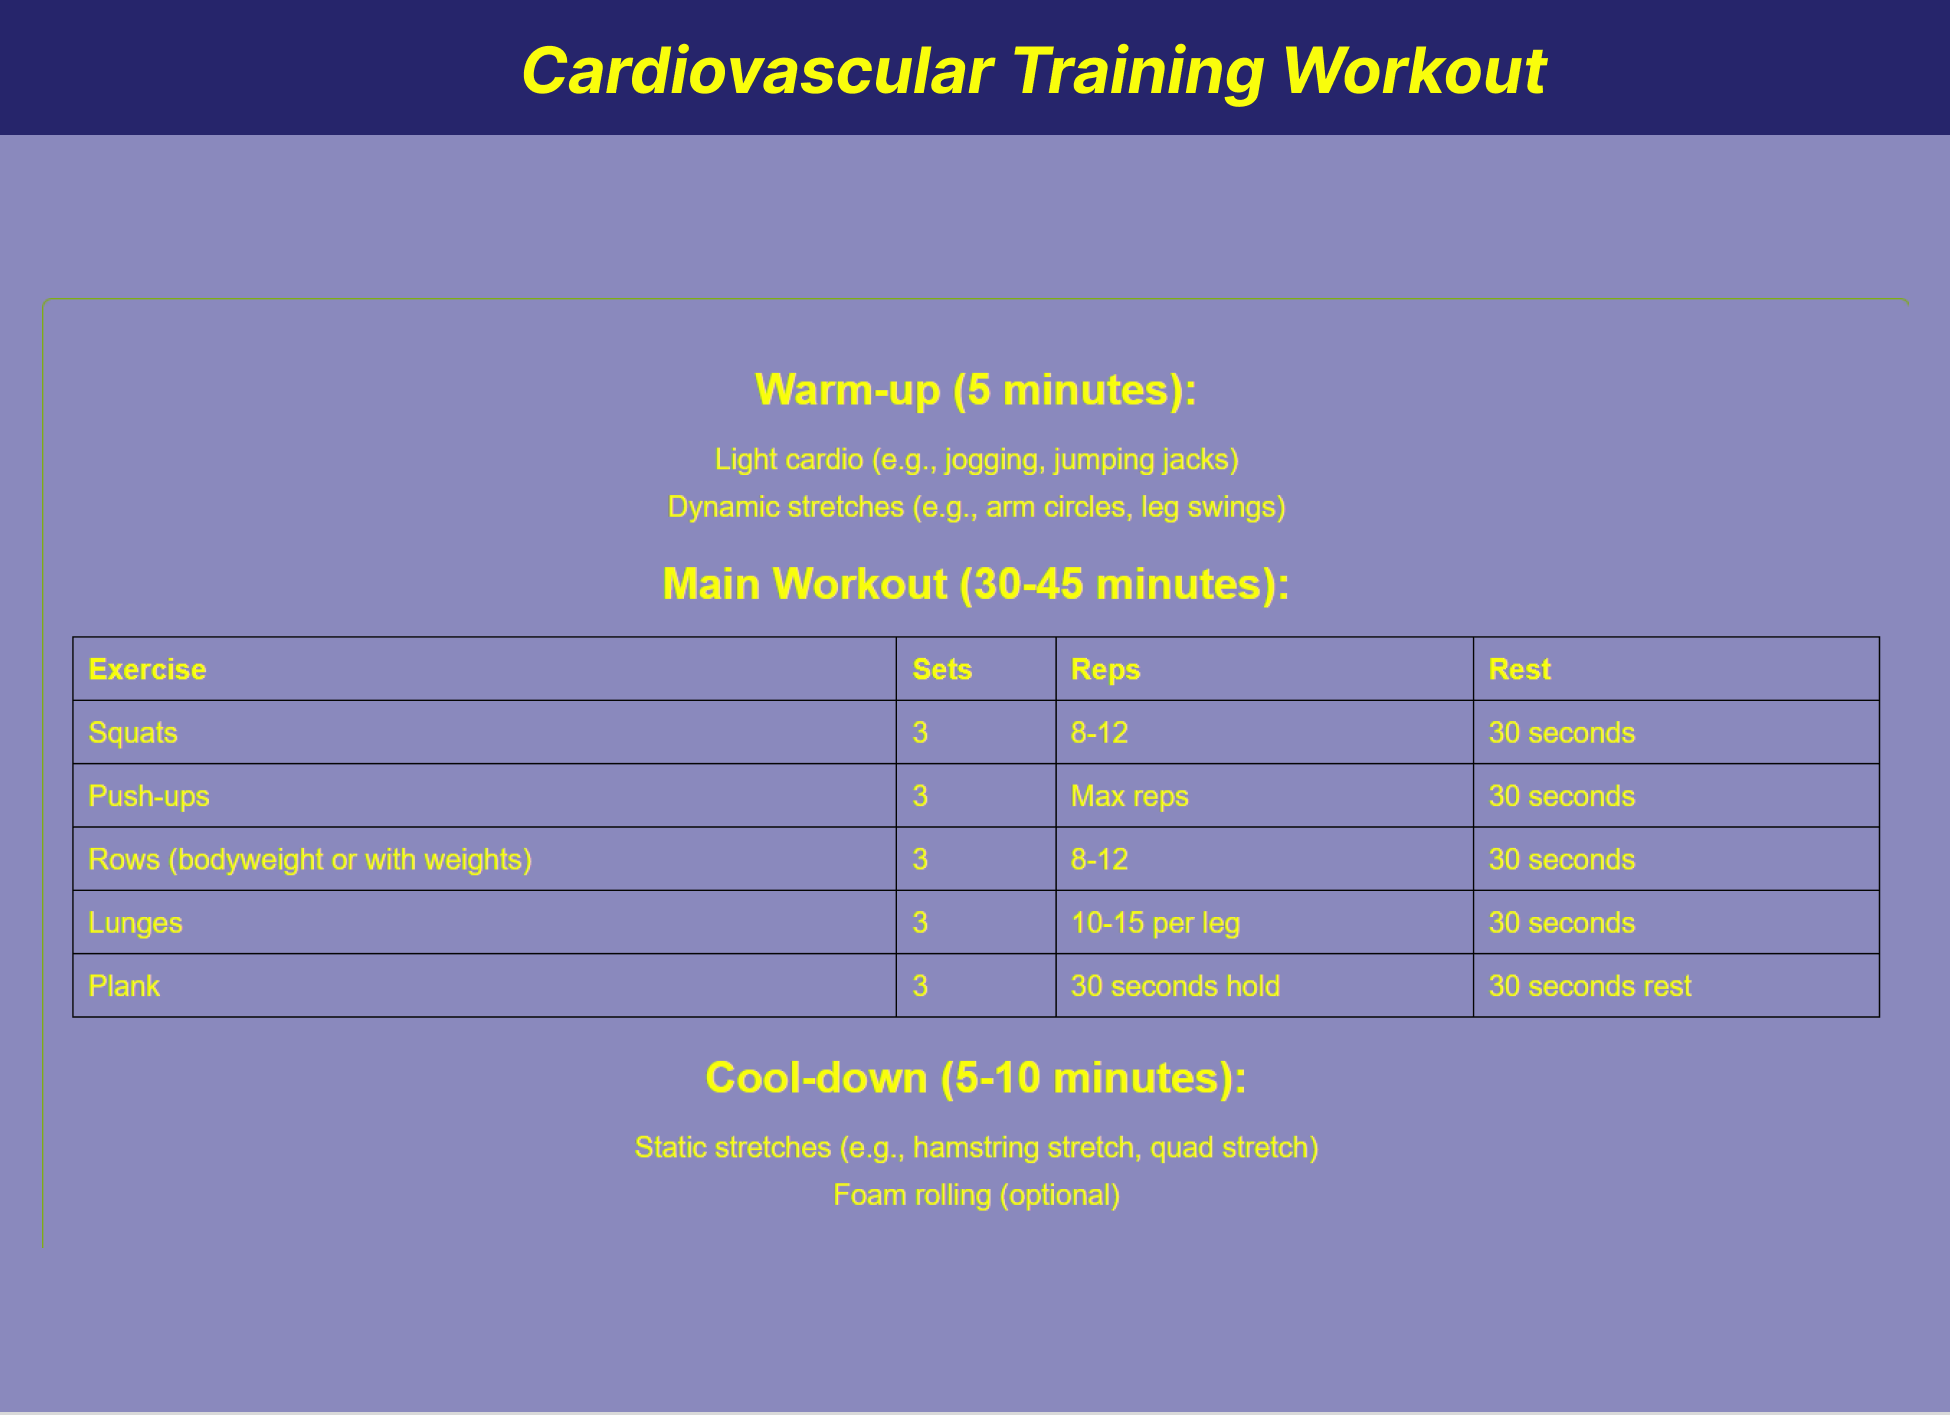 Cardiovascular Training Workout
Warm-up (5 minutes):
Light cardio (e.g., jogging, jumping jacks)
Dynamic stretches (e.g., arm circles, leg swings)
Main Workout (30-45 minutes):
Exercise Sets Reps Rest
Squats 3 8-12 30 seconds
Push-ups 3 Max reps 30 seconds
Rows (bodyweight or with weights) 3 8-12 30 seconds
Lunges 3 10-15 per leg 30 seconds
Plank 3 30 seconds hold 30 seconds rest
Cool-down (5-10 minutes):
Static stretches (e.g., hamstring stretch, quad stretch)
Foam rolling (optional)